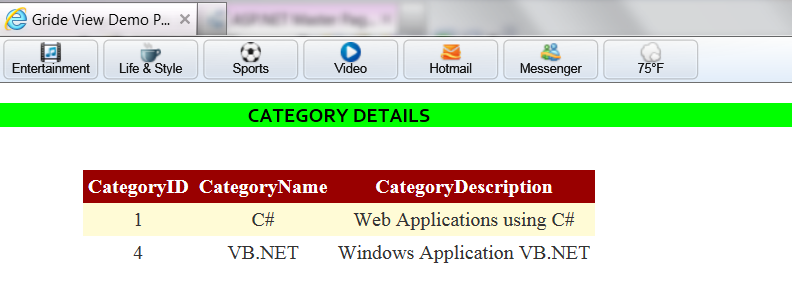 Gride View Demo P...
ASP.NET Master Pag...
Entertainment Life & Style Sports Video Hotmail Messenger 75°F
CATEGORY DETAILS
CategoryID CategoryName CategoryDescription
1 C# Web Applications using C#
4 VB.NET Windows Application VB.NET